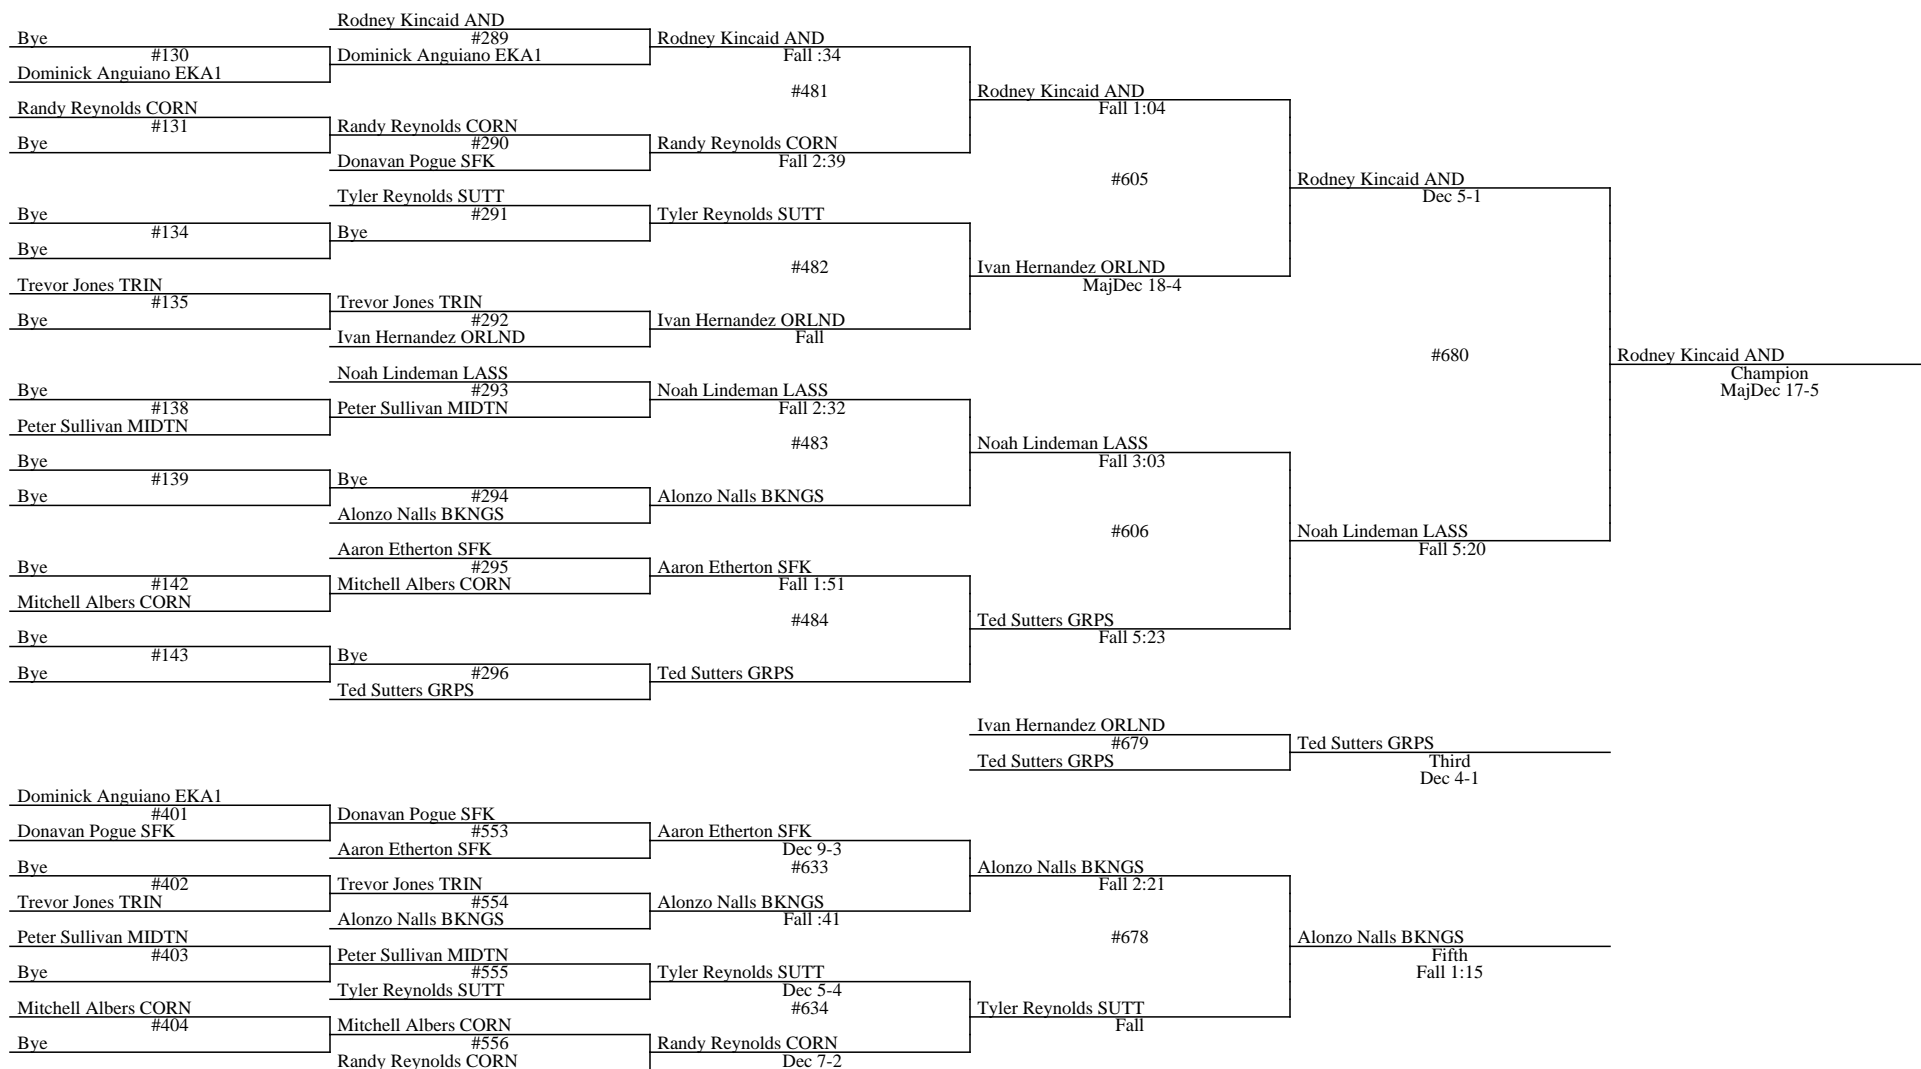 Rodney Kincaid AND
Bye
#289
Rodney Kincaid AND
#130
Dominick Anguiano EKA1
Fall :34
Dominick Anguiano EKA1
#481
Rodney Kincaid AND
Randy Reynolds CORN
Fall 1:04
#131
Randy Reynolds CORN
Bye
#290
Randy Reynolds CORN
Donavan Pogue SFK
Fall 2:39
#605
Rodney Kincaid AND
Tyler Reynolds SUTT
Dec 5-1
Bye
#291
Tyler Reynolds SUTT
#134
Bye
Bye
#482
Ivan Hernandez ORLND
Trevor Jones TRIN
MajDec 18-4
#135
Trevor Jones TRIN
Bye
#292
Ivan Hernandez ORLND
Ivan Hernandez ORLND
Fall
#680
Rodney Kincaid AND
Noah Lindeman LASS
Champion
Bye
#293
Noah Lindeman LASS
MajDec 17-5
#138
Peter Sullivan MIDTN
Fall 2:32
Peter Sullivan MIDTN
#483
Noah Lindeman LASS
Bye
Fall 3:03
#139
Bye
Bye
#294
Alonzo Nalls BKNGS
Alonzo Nalls BKNGS
#606
Noah Lindeman LASS
Aaron Etherton SFK
Fall 5:20
Bye
#295
Aaron Etherton SFK
#142
Mitchell Albers CORN
Fall 1:51
Mitchell Albers CORN
#484
Ted Sutters GRPS
Bye
Fall 5:23
#143
Bye
Bye
#296
Ted Sutters GRPS
Ted Sutters GRPS
Ivan Hernandez ORLND
#679
Ted Sutters GRPS
Ted Sutters GRPS
Third
Dec 4-1
Dominick Anguiano EKA1
#401
Donavan Pogue SFK
Donavan Pogue SFK
#553
Aaron Etherton SFK
Aaron Etherton SFK
Dec 9-3
Bye
#633
Alonzo Nalls BKNGS
#402
Trevor Jones TRIN
Fall 2:21
Trevor Jones TRIN
#554
Alonzo Nalls BKNGS
Alonzo Nalls BKNGS
Fall :41
Peter Sullivan MIDTN
#678
Alonzo Nalls BKNGS
#403
Peter Sullivan MIDTN
Fifth
Bye
#555
Tyler Reynolds SUTT
Fall 1:15
Tyler Reynolds SUTT
Dec 5-4
Mitchell Albers CORN
#634
Tyler Reynolds SUTT
#404
Mitchell Albers CORN
Fall
Bye
#556
Randy Reynolds CORN
Randy Reynolds CORN
Dec 7-2